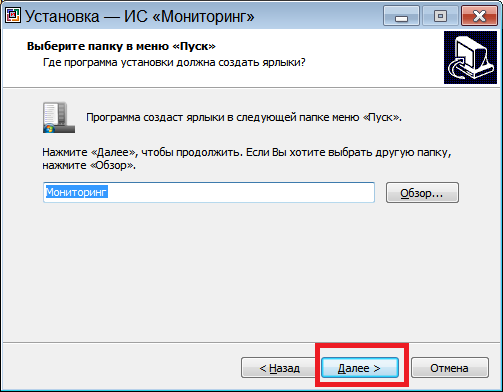 Установка — ИС «Мониторинг»
Выберите папку в меню «Пуск»
Где программа установки должна создать ярлыки?
Программа создаст ярлыки в следующей папке меню «Пуск».
Нажмите «Далее», чтобы продолжить. Если Вы хотите выбрать другую папку,
нажмите «Обзор».
Мониторинг
Обзор...
< Назад
Далее >
Отмена